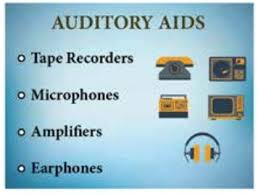 AUDITORY AIDS
Tape Recorders
Microphones
Amplifiers
Earphones